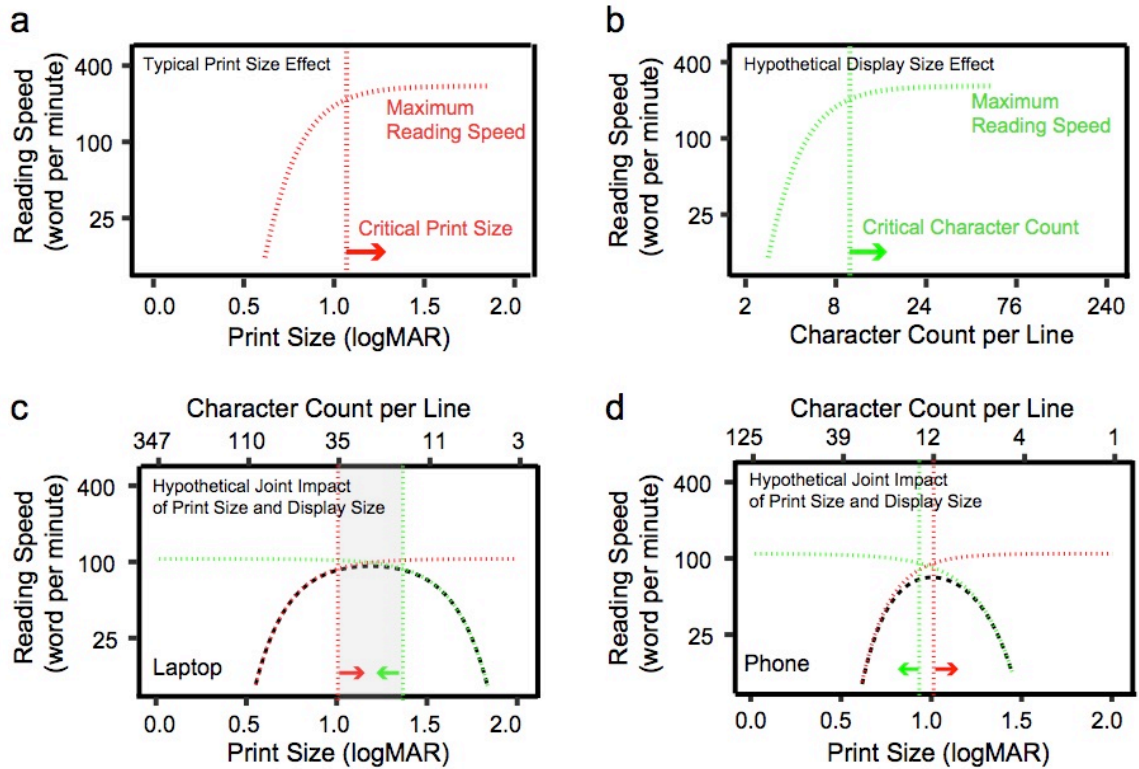 a
Typical Print Size Effect
Reading Speed
(word per minute)
400
100
25
Maximum
Reading Speed
Critical Print Size
0.0 0.5 1.0 1.5 2.0
Print Size (logMAR)
b
Hypothetical Display Size Effect
Reading Speed
(word per minute)
400
100
25
Maximum
Reading Speed
Critical Character Count
2 8 24 76 240
Character Count per Line
c
Character Count per Line
347 110 35 11 3
Hypothetical Joint Impact
of Print Size and Display Size
Reading Speed
(word per minute)
400
100
25
Laptop
0.0 0.5 1.0 1.5 2.0
Print Size (logMAR)
d
Character Count per Line
125 39 12 4 1
Hypothetical Joint Impact
of Print Size and Display Size
Reading Speed
(word per minute)
400
100
25
Phone
0.0 0.5 1.0 1.5 2.0
Print Size (logMAR)